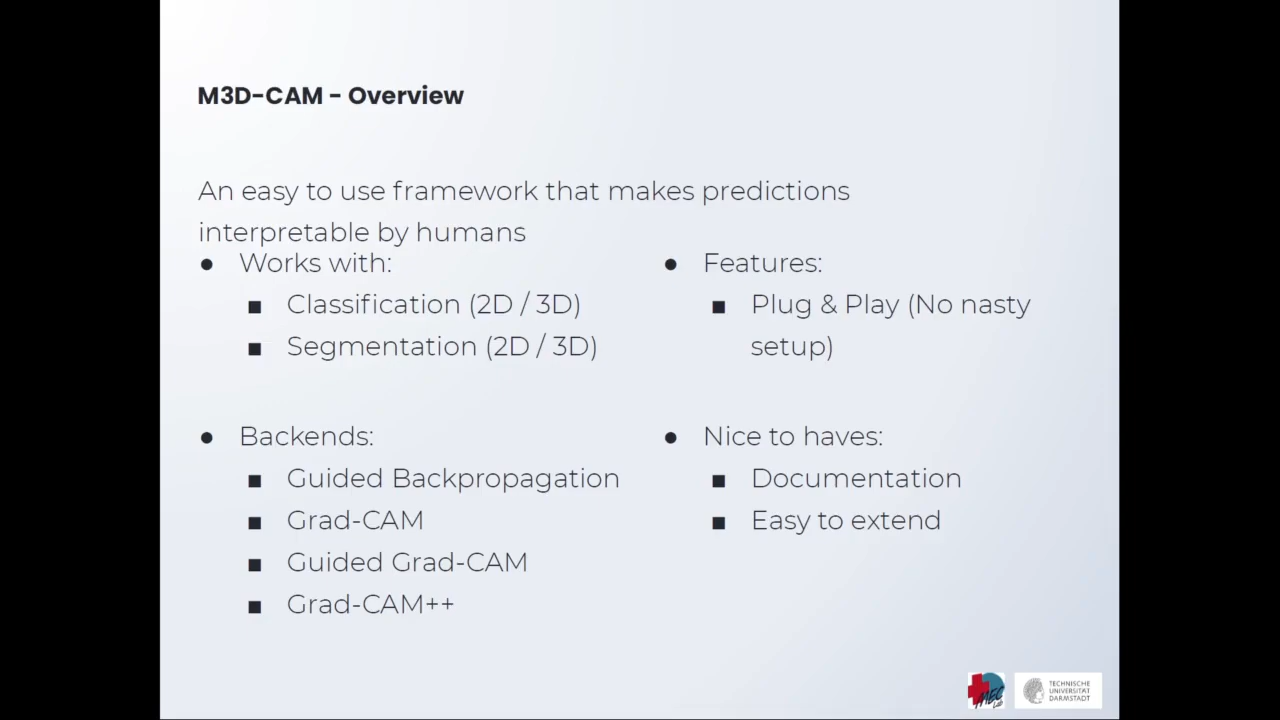 M3D-CAM - Overview
An easy to use framework that makes predictions
interpretable by humans
● Works with:
■ Classification (2D / 3D)
■ Segmentation (2D / 3D)
● Backends:
■ Guided Backpropagation
■ Grad-CAM
■ Guided Grad-CAM
■ Grad-CAM++
● Features:
■ Plug & Play (No nasty
setup)
● Nice to haves:
■ Documentation
■ Easy to extend
MEC
Lab
TECHNISCHE
UNIVERSITÄT
DARMSTADT